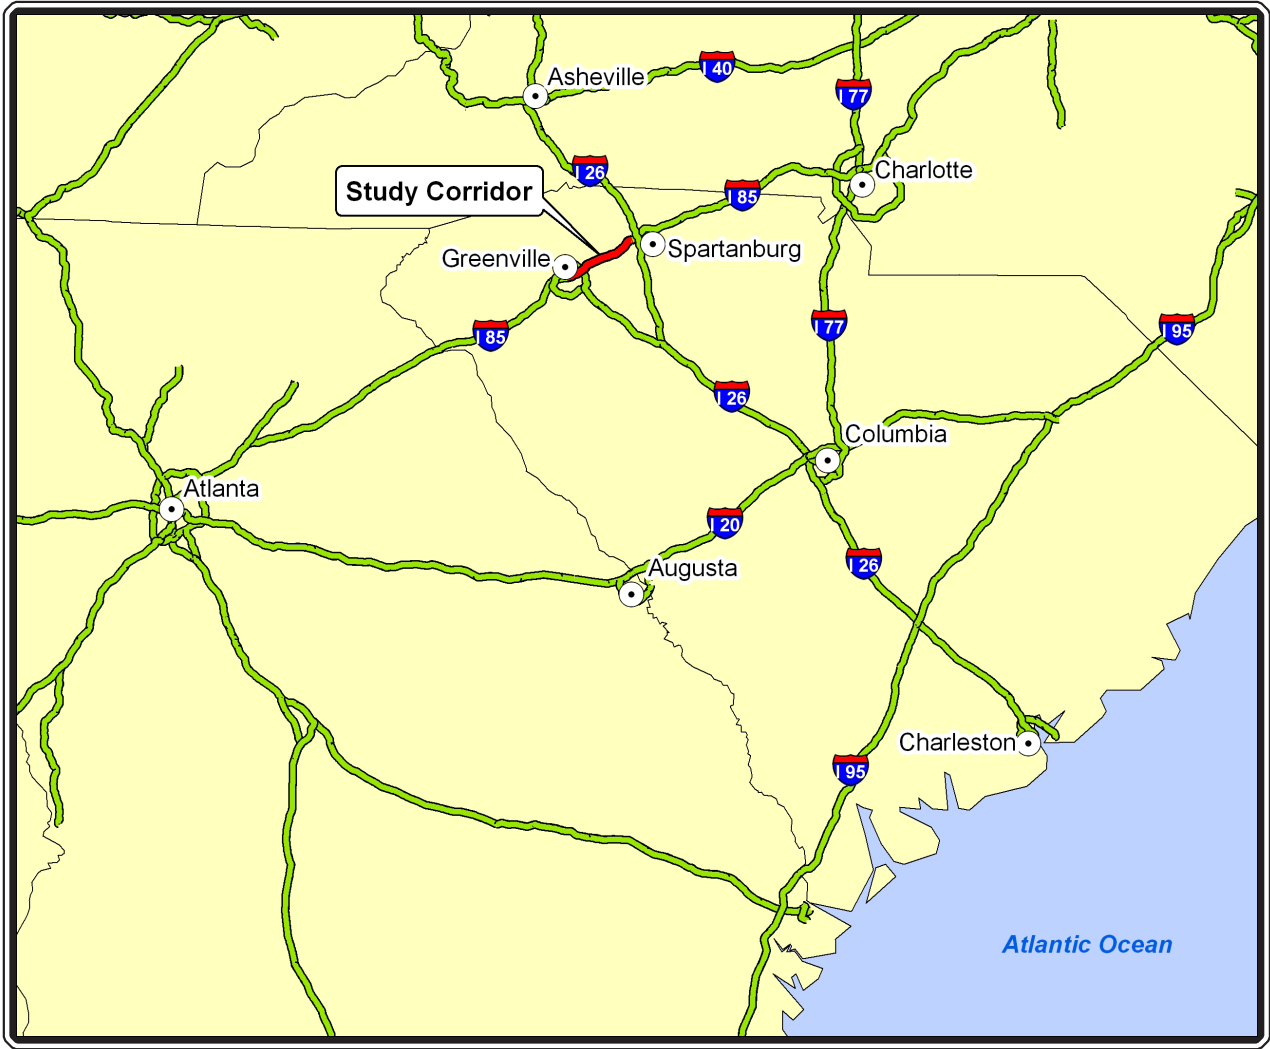 Asheville
I 40
I 77
I 26
Charlotte
Study Corridor
I 85
Greenville
Spartanburg
I 85
I 77
I 95
I 26
Columbia
Atlanta
I 20
Augusta
I 26
Charleston
I 95
Atlantic Ocean